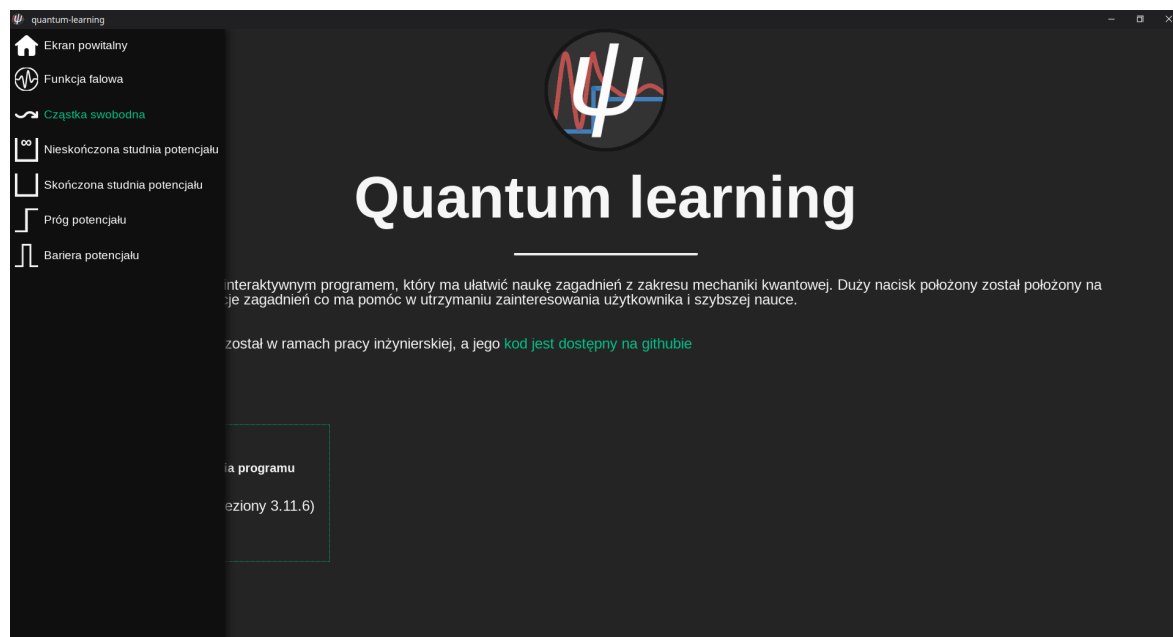 quantum-learning
Ekran powitalny
Funkcja falowa
Cząstka swobodna
Nieskończona studnia potencjału
Skończona studnia potencjału
Próg potencjału
Bariera potencjału
ψ
Quantum learning
interaktywnym programem, który ma ułatwić naukę zagadnień z zakresu mechaniki kwantowej. Duży nacisk położony został położony na
je zagadnień co ma pomóc w utrzymaniu zainteresowania użytkownika i szybszej nauce.
został w ramach pracy inżynierskiej, a jego kod jest dostępny na githubie
ia programu
eziony 3.11.6)